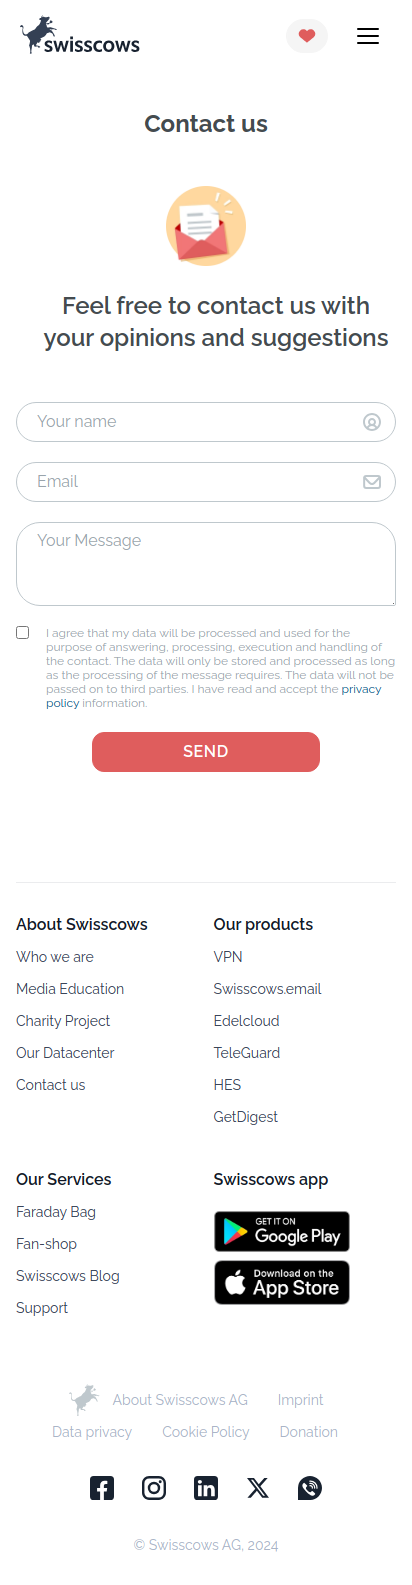 swisscows
Contact us
Feel free to contact us with
your opinions and suggestions
Your name
Email
Your Message
I agree that my data will be processed and used for the
purpose of answering, processing, execution and handling of
the contact. The data will only be stored and processed as long
as the processing of the message requires. The data will not be
passed on to third parties. I have read and accept the privacy
policy information.
SEND
About Swisscows
Who we are
Media Education
Charity Project
Our Datacenter
Contact us
Our products
VPN
Swisscows.email
Edelcloud
TeleGuard
HES
GetDigest
Our Services
Faraday Bag
Fan-shop
Swisscows Blog
Support
Swisscows app
GET IT ON
Google Play
Download on the
App Store
About Swisscows AG Imprint
Data privacy Cookie Policy Donation
© Swisscows AG, 2024